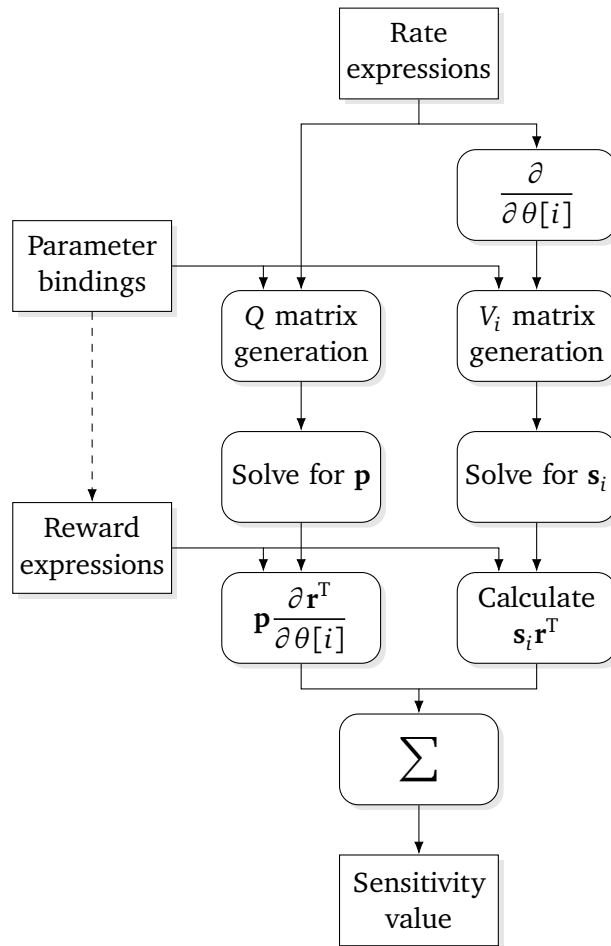 Rate
expressions
∂
∂θ[i]
Parameter
bindings
Q matrix
generation
V_i matrix
generation
Solve for p
Solve for s_i
Reward
expressions
p ∂r^T
∂θ[i]
Calculate
s_i r^T
∑
Sensitivity
value